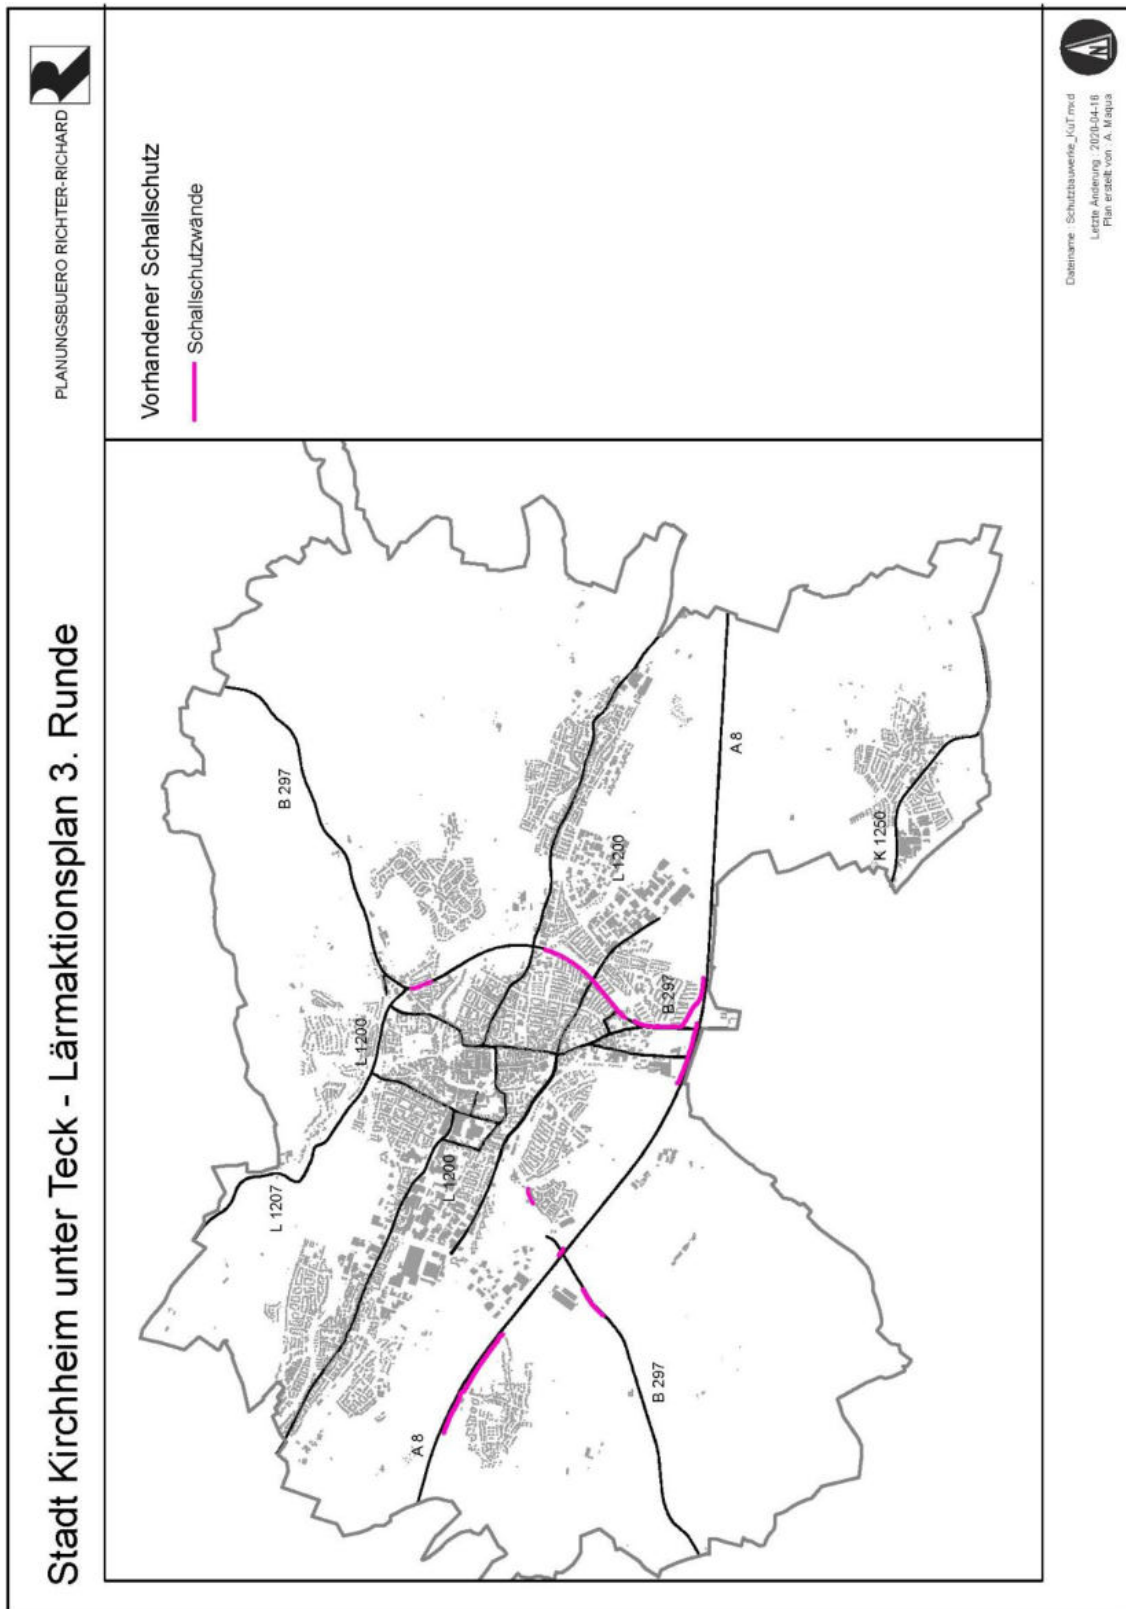 Stadt Kirchheim unter Teck - Lärmaktionsplan 3. Runde
PLANUNGSBUERO RICHTER-RICHARD
Vorhandener Schallschutz
Schallschutzwände
L 1207
B 297
L 1200
L 1200
A 8
L 1200
B 297
B 297
A 8
K 1250
N
Dateiname : Schutzbauwerke_KuT.mxd
Letzte Änderung : 2020-04-16
Plan erstellt von : A. Maqua